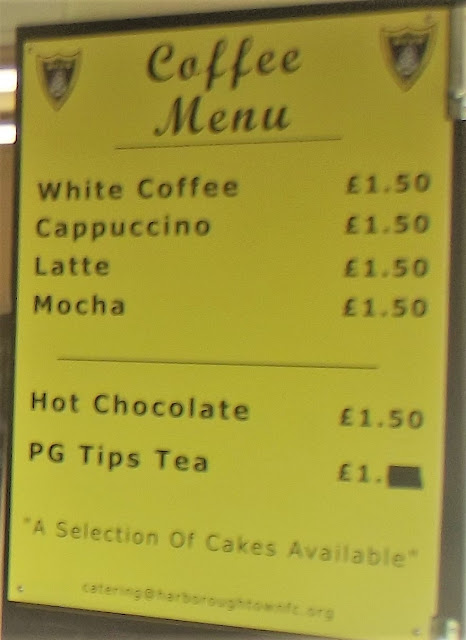 Coffee
Menu
White Coffee £1.50
Cappuccino £1.50
Latte £1.50
Mocha £1.50
Hot Chocolate £1.50
PG Tips Tea £1.
"A Selection Of Cakes Available"
catering@harboroughtownfc.org